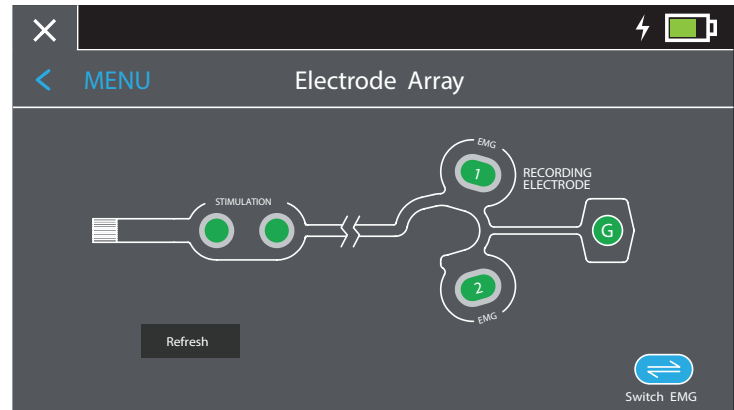 MENU
Electrode Array
EMG
1
RECORDING
ELECTRODE
STIMULATION
G
2
EMG
Refresh
Switch EMG